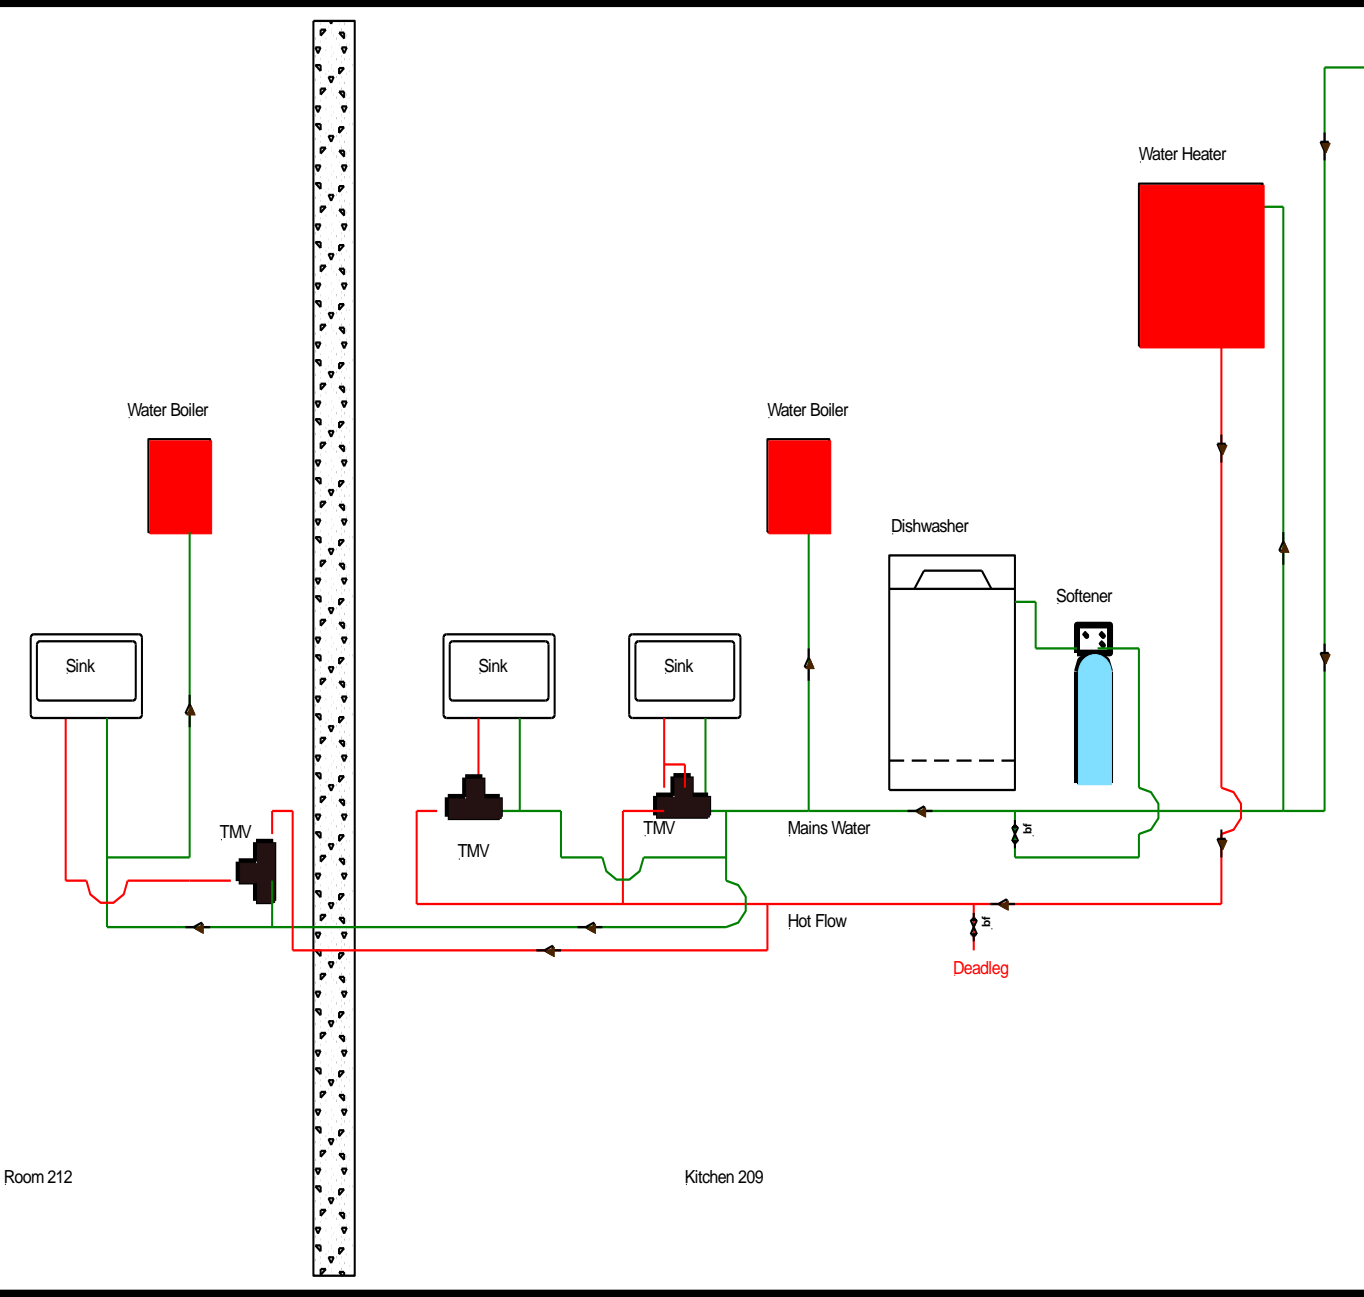 Water Heater
Water Boiler
Water Boiler
Dishwasher
Softener
Sink
Sink
Sink
TMV
TMV
TMV
Mains Water
bf
Hot Flow
bf
Deadleg
Room 212
Kitchen 209